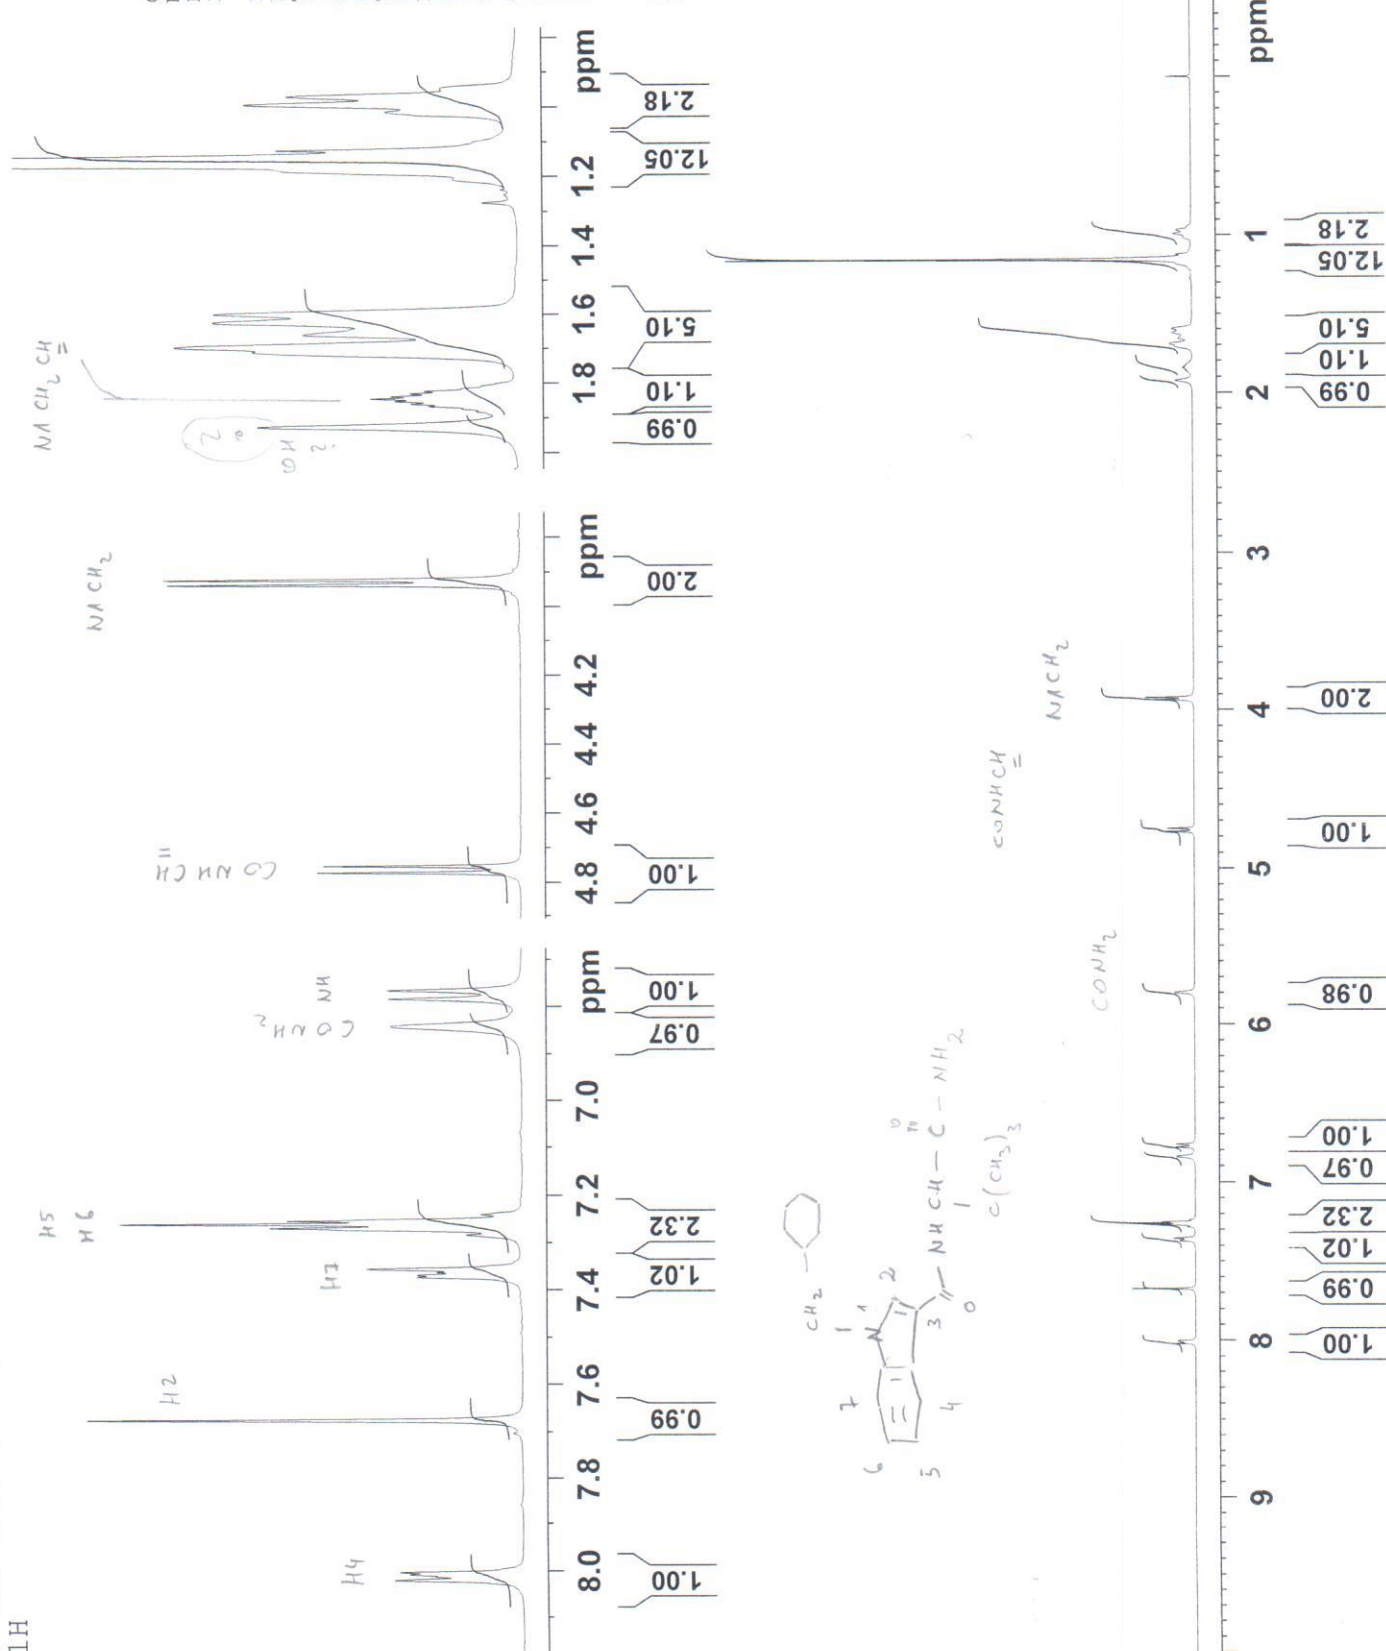 1H
H4
H2
H7
H5
H6
CONH2
NH
CONHCH
N1CH2
N1CH2CH
?
OH
?
8.0 7.8 7.6 7.4 7.2 7.0 ppm
4.8 4.6 4.4 4.2 ppm
1.8 1.6 1.4 1.2 ppm
1.00 0.99 1.02 2.32 0.97 1.00
1.00 2.00
0.99 1.10 5.10 12.05 2.18
CH2
N
1
2
3
4
5
6
7
O
NH CH C NH2
O
C(CH3)3
CONH2
CONHCH
N1CH2
9 8 7 6 5 4 3 2 1 ppm
1.00 0.99 1.02 2.32 0.97 1.00 0.98 1.00 2.00 0.99 1.10 5.10 12.05 2.18